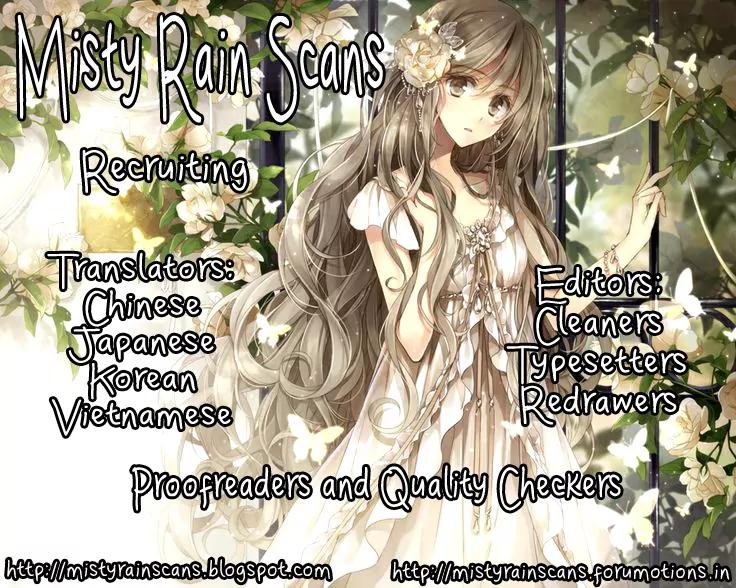 Misty Rain Scans
Recruiting
Translators:
Chinese
Japanese
Korean
Vietnamese
Editors:
Cleaners
Typesetters
Redrawers
Proofreaders and Quality Checkers
http://mistyrainscans.blogspot.com
http://mistyrainscans.forumotions.in